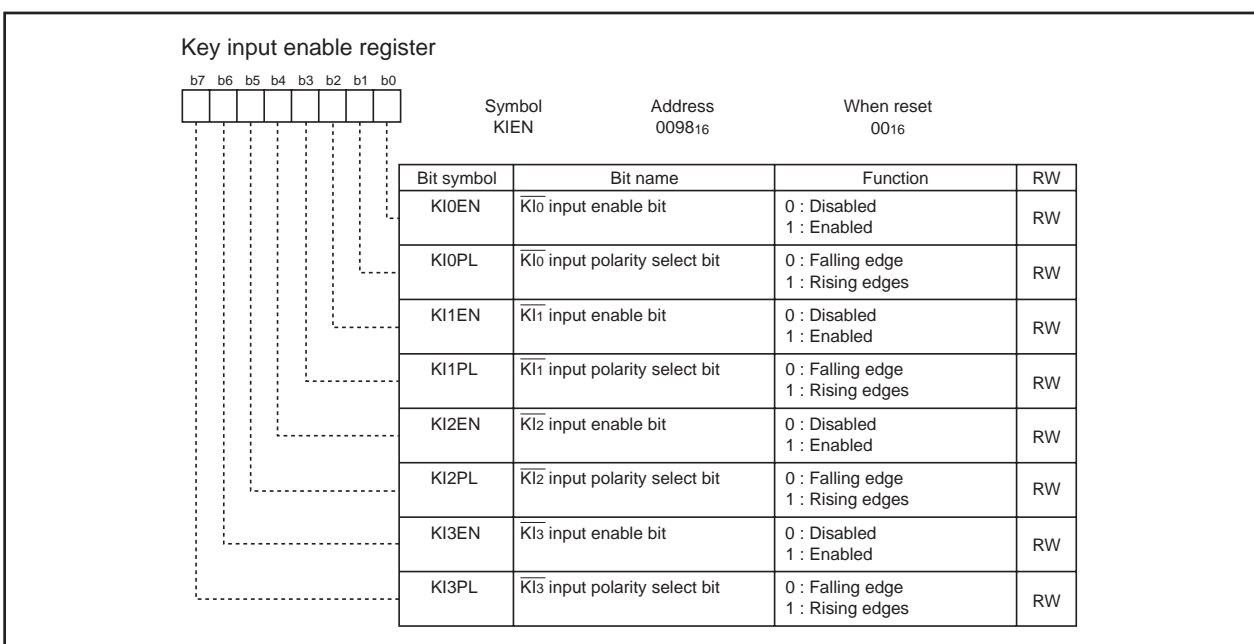 Key input enable register
b7 b6 b5 b4 b3 b2 b1 b0
Symbol Address When reset
KIEN 009816 0016
Bit symbol Bit name Function RW
KI0EN KI0 input enable bit 0 : Disabled
1 : Enabled RW
KI0PL KI0 input polarity select bit 0 : Falling edge
1 : Rising edges RW
KI1EN KI1 input enable bit 0 : Disabled
1 : Enabled RW
KI1PL KI1 input polarity select bit 0 : Falling edge
1 : Rising edges RW
KI2EN KI2 input enable bit 0 : Disabled
1 : Enabled RW
KI2PL KI2 input polarity select bit 0 : Falling edge
1 : Rising edges RW
KI3EN KI3 input enable bit 0 : Disabled
1 : Enabled RW
KI3PL KI3 input polarity select bit 0 : Falling edge
1 : Rising edges RW